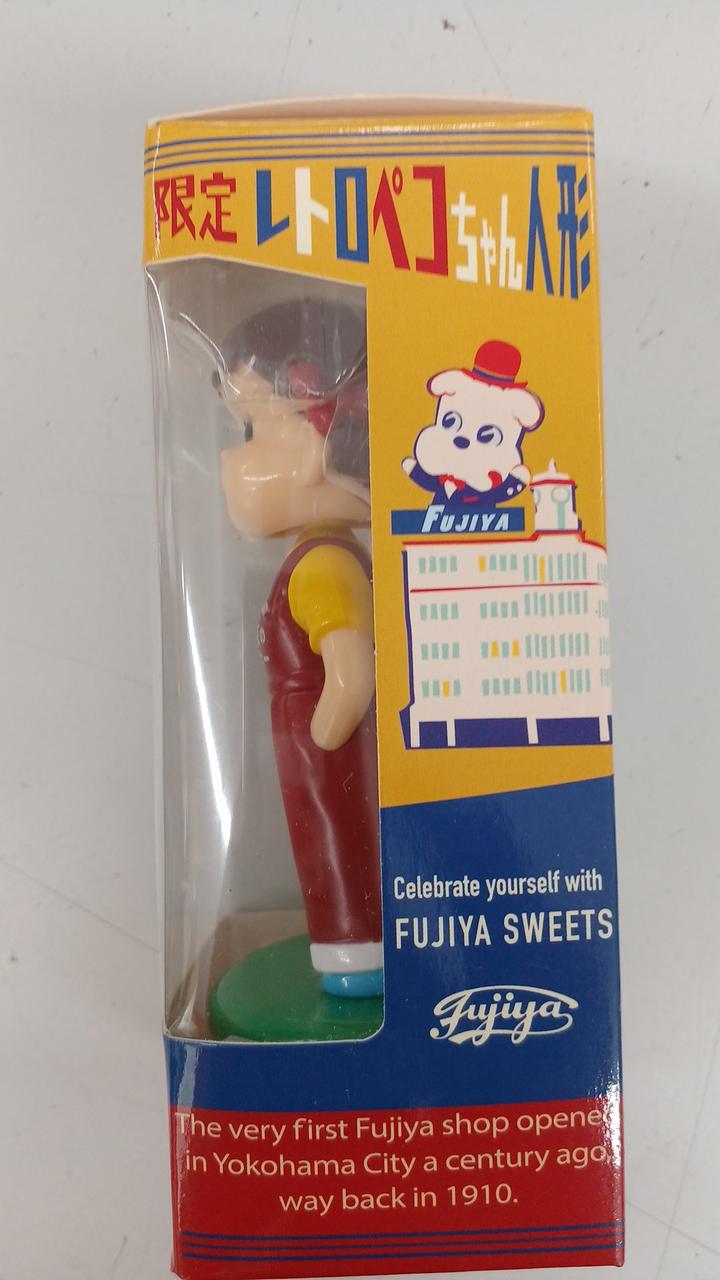 限定 レトロペコちゃん人形
FUJIYA
Celebrate yourself with
FUJIYA SWEETS
Fujiya
The very first Fujiya shop opene
in Yokohama City a century ago,
way back in 1910.